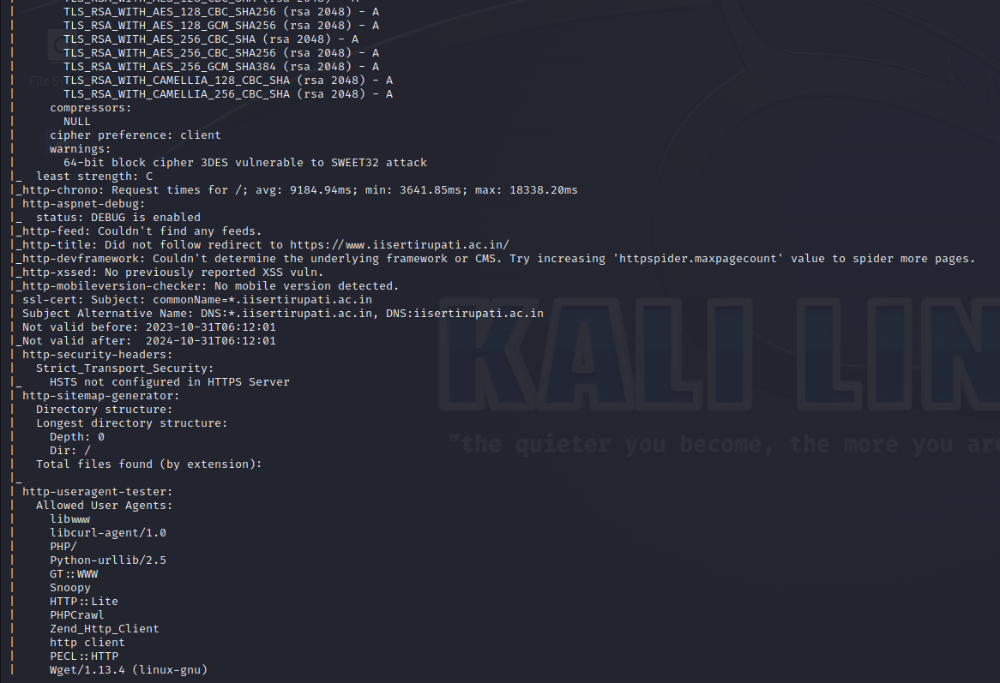 |       TLS_RSA_WITH_AES_128_CBC_SHA (rsa 2048) - A
|       TLS_RSA_WITH_AES_128_CBC_SHA256 (rsa 2048) - A
|       TLS_RSA_WITH_AES_128_GCM_SHA256 (rsa 2048) - A
|       TLS_RSA_WITH_AES_256_CBC_SHA (rsa 2048) - A
|       TLS_RSA_WITH_AES_256_CBC_SHA256 (rsa 2048) - A
|       TLS_RSA_WITH_AES_256_GCM_SHA384 (rsa 2048) - A
|       TLS_RSA_WITH_CAMELLIA_128_CBC_SHA (rsa 2048) - A
|       TLS_RSA_WITH_CAMELLIA_256_CBC_SHA (rsa 2048) - A
|     compressors:
|       NULL
|     cipher preference: client
|     warnings:
|       64-bit block cipher 3DES vulnerable to SWEET32 attack
|_  least strength: C
|_http-chrono: Request times for /; avg: 9184.94ms; min: 3641.85ms; max: 18338.20ms
| http-aspnet-debug:
|_  status: DEBUG is enabled
|_http-feed: Couldn't find any feeds.
|_http-title: Did not follow redirect to https://www.iisertirupati.ac.in/
|_http-devframework: Couldn't determine the underlying framework or CMS. Try increasing 'httpspider.maxpagecount' value to spider more pages.
|_http-xssed: No previously reported XSS vuln.
|_http-mobileversion-checker: No mobile version detected.
| ssl-cert: Subject: commonName=*.iisertirupati.ac.in
| Subject Alternative Name: DNS:*.iisertirupati.ac.in, DNS:iisertirupati.ac.in
| Not valid before: 2023-10-31T06:12:01
|_Not valid after:  2024-10-31T06:12:01
| http-security-headers:
|   Strict_Transport_Security:
|_    HSTS not configured in HTTPS Server
| http-sitemap-generator:
|   Directory structure:
|   Longest directory structure:
|     Depth: 0
|     Dir: /
|   Total files found (by extension):
|_
| http-useragent-tester:
|   Allowed User Agents:
|     libwww
|     libcurl-agent/1.0
|     PHP/
|     Python-urllib/2.5
|     GT::WWW
|     Snoopy
|     HTTP::Lite
|     PHPCrawl
|     Zend_Http_Client
|     http client
|     PECL::HTTP
|     Wget/1.13.4 (linux-gnu)
KALI
"the quieter you become, the more you